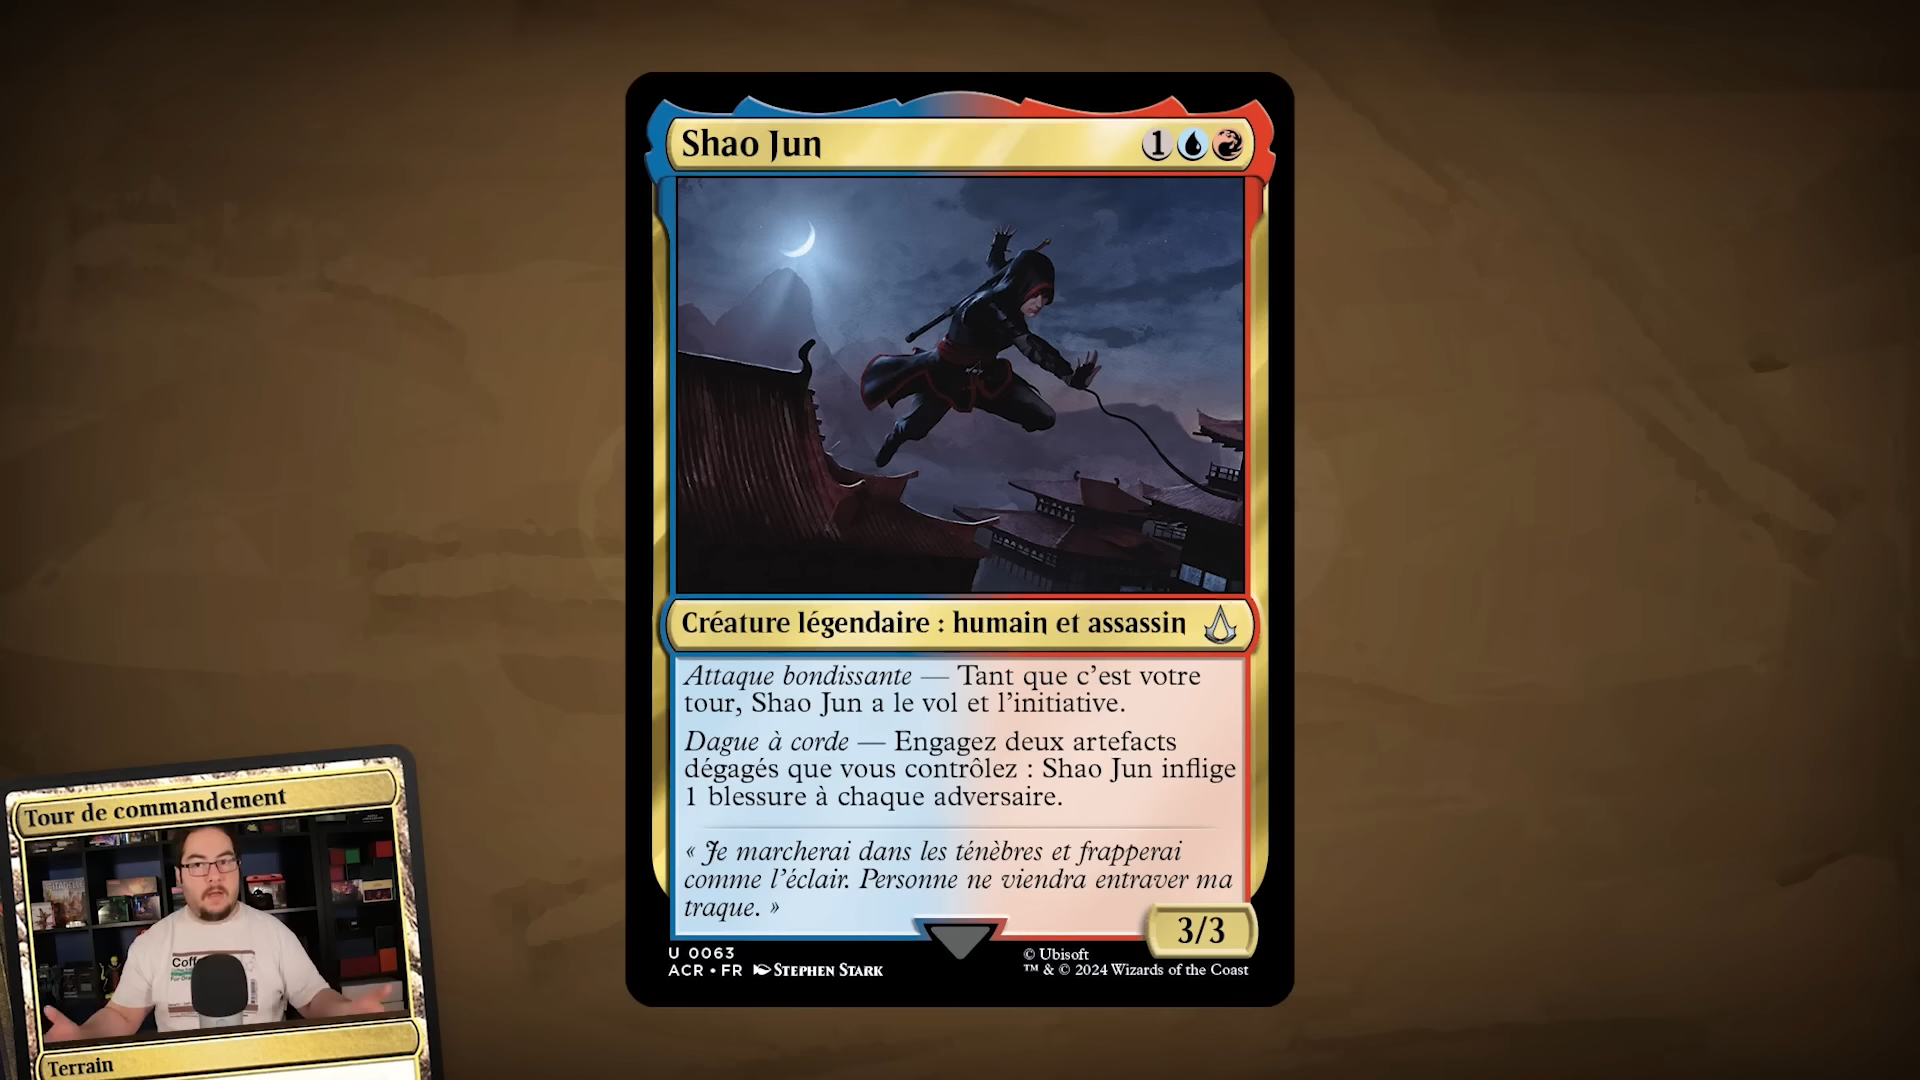 Shao Jun
1
Créature légendaire : humain et assassin
Attaque bondissante — Tant que c'est votre
tour, Shao Jun a le vol et l'initiative.
Dague à corde — Engagez deux artefacts
dégagés que vous contrôlez : Shao Jun inflige
1 blessure à chaque adversaire.
« Je marcherai dans les ténèbres et frapperai
comme l'éclair. Personne ne viendra entraver ma
traque. »
3/3
U 0063
ACR • FR STEPHEN STARK
© Ubisoft
™ & © 2024 Wizards of the Coast
Tour de commandement
Terrain